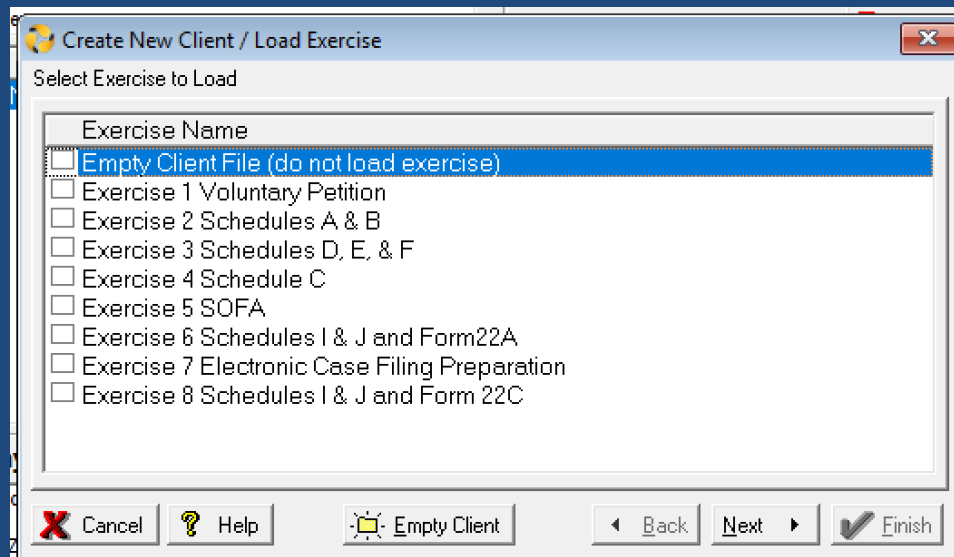 Create New Client / Load Exercise
Select Exercise to Load
Exercise Name
Empty Client File (do not load exercise)
Exercise 1 Voluntary Petition
Exercise 2 Schedules A & B
Exercise 3 Schedules D, E, & F
Exercise 4 Schedule C
Exercise 5 SOFA
Exercise 6 Schedules I & J and Form22A
Exercise 7 Electronic Case Filing Preparation
Exercise 8 Schedules I & J and Form 22C
Cancel Help Empty Client Back Next Finish